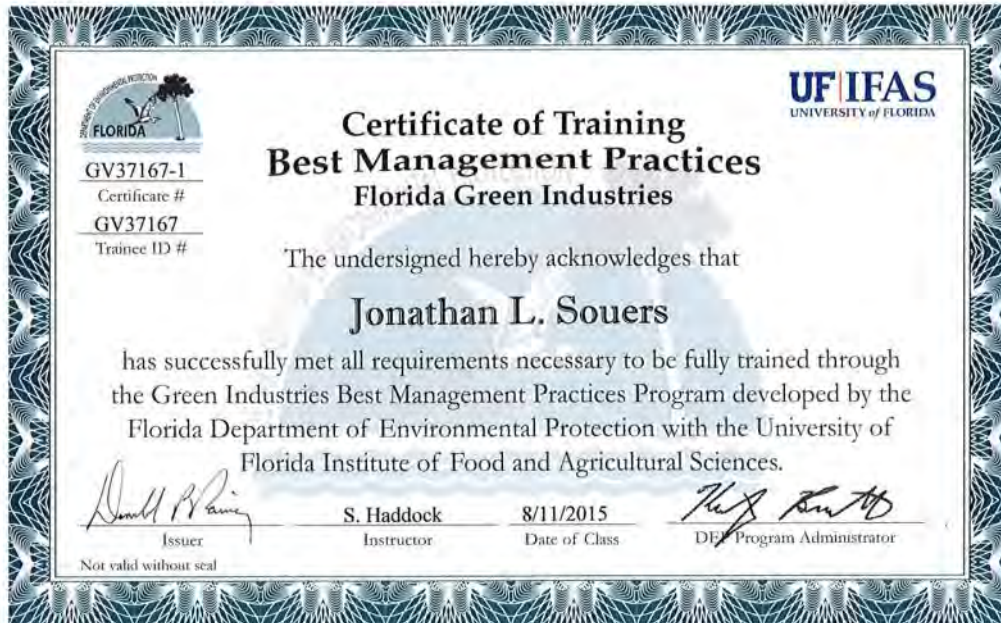 DEPARTMENT OF ENVIRONMENTAL PROTECTION
FLORIDA
UF|IFAS
UNIVERSITY of FLORIDA
GV37167-1
Certificate #
GV37167
Trainee ID #
Certificate of Training
Best Management Practices
Florida Green Industries
The undersigned hereby acknowledges that
Jonathan L. Souers
has successfully met all requirements necessary to be fully trained through
the Green Industries Best Management Practices Program developed by the
Florida Department of Environmental Protection with the University of
Florida Institute of Food and Agricultural Sciences.
S. Haddock
8/11/2015
Issuer
Instructor
Date of Class
DEP Program Administrator
Not valid without seal